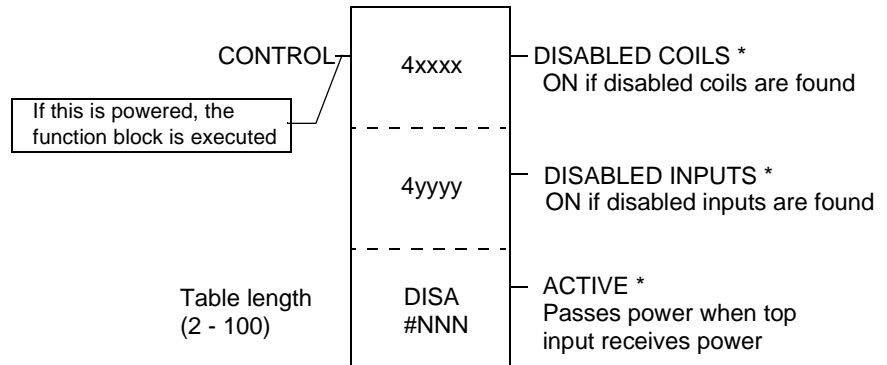 CONTROL
4xxxx
DISABLED COILS *
ON if disabled coils are found
If this is powered, the
function block is executed
4yyyy
DISABLED INPUTS *
ON if disabled inputs are found
Table length
(2 - 100)
DISA
#NNN
ACTIVE *
Passes power when top
input receives power